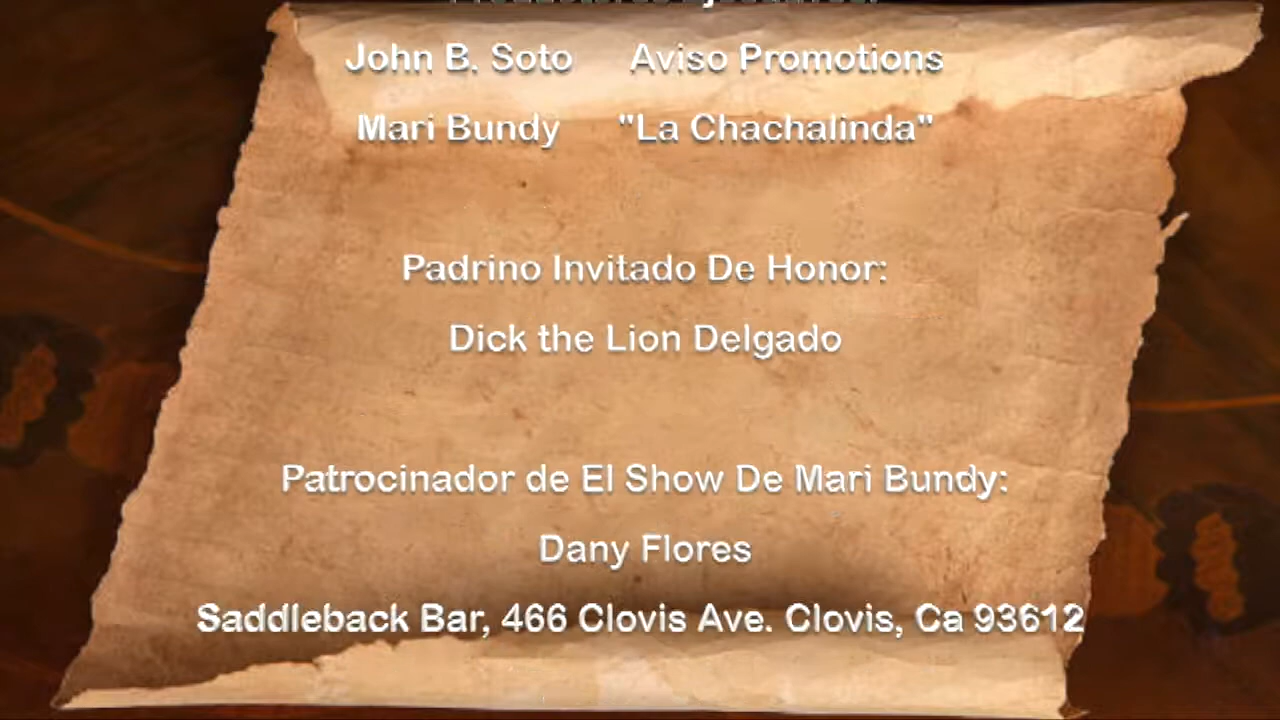 John B. Soto Aviso Promotions
Mari Bundy "La Chachalinda"
Padrino Invitado De Honor:
Dick the Lion Delgado
Patrocinador de El Show De Mari Bundy:
Dany Flores
Saddleback Bar, 466 Clovis Ave. Clovis, Ca 93612